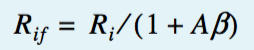 R_if = R_i/(1 + Aβ)